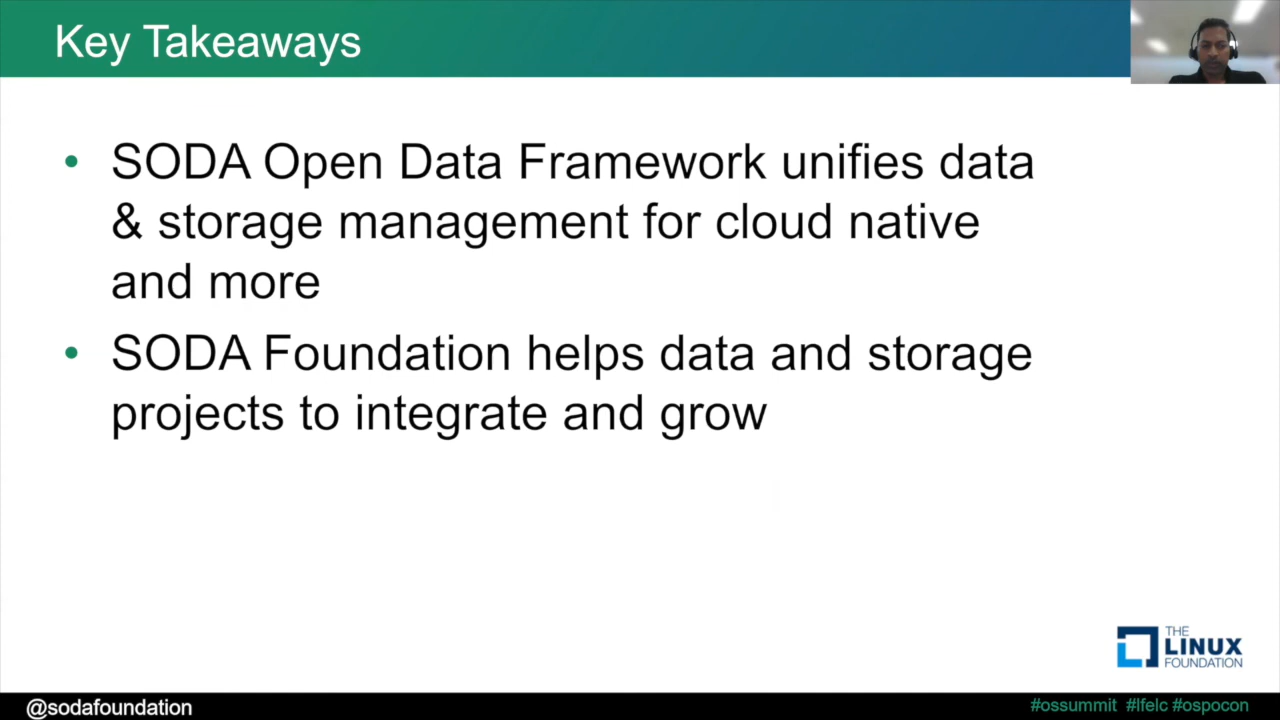 Key Takeaways
• SODA Open Data Framework unifies data
& storage management for cloud native
and more
• SODA Foundation helps data and storage
projects to integrate and grow
THE
LINUX
FOUNDATION
@sodafoundation
#ossummit #lfelc #ospocon